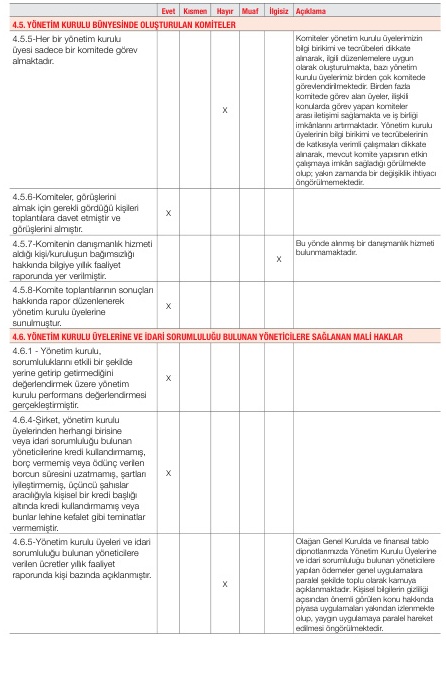 Evet Kısmen Hayır Muaf İlgisiz Açıklama
4.5. YÖNETİM KURULU BÜNYESİNDE OLUŞTURULAN KOMİTELER
4.5.5-Her bir yönetim kurulu
üyesi sadece bir komitede görev
almaktadır.
X
Komiteler yönetim kurulu üyelerimizin
bilgi birikimi ve tecrübeleri dikkate
alınarak, ilgili düzenlemelere uygun
olarak oluşturulmakta, bazı yönetim
kurulu üyelerimiz birden çok komitede
görevlendirilmektedir. Birden fazla
komitede görev alan üyeler, ilişkili
konularda görev yapan komiteler
arası iletişimi sağlamakta ve iş birliği
imkânlarını artırmaktadır. Yönetim kurulu
üyelerinin bilgi birikimi ve tecrübelerinin
de katkısıyla verimli çalışmaları dikkate
alınarak, mevcut komite yapısının etkin
çalışmaya imkân sağladığı görülmekte
olup; yakın zamanda bir değişiklik ihtiyacı
öngörülmemektedir.
4.5.6-Komiteler, görüşlerini
almak için gerekli gördüğü kişileri
toplantılara davet etmiştir ve
görüşlerini almıştır.
X
4.5.7-Komitenin danışmanlık hizmeti
aldığı kişi/kuruluşun bağımsızlığı
hakkında bilgiye yıllık faaliyet
raporunda yer verilmiştir.
X
Bu yönde alınmış bir danışmanlık hizmeti
bulunmamaktadır.
4.5.8-Komite toplantılarının sonuçları
hakkında rapor düzenlenerek
yönetim kurulu üyelerine
sunulmuştur.
X
4.6. YÖNETİM KURULU ÜYELERİNE VE İDARİ SORUMLULUĞU BULUNAN YÖNETİCİLERE SAĞLANAN MALİ HAKLAR
4.6.1 - Yönetim kurulu,
sorumluluklarını etkili bir şekilde
yerine getirip getirmediğini
değerlendirmek üzere yönetim
kurulu performans değerlendirmesi
gerçekleştirmiştir.
X
4.6.4-Şirket, yönetim kurulu
üyelerinden herhangi birisine
veya idari sorumluluğu bulunan
yöneticilerine kredi kullandırmamış,
borç vermemiş veya ödünç verilen
borcun süresini uzatmamış, şartları
iyileştirmemiş, üçüncü şahıslar
aracılığıyla kişisel bir kredi başlığı
altında kredi kullandırmamış veya
bunlar lehine kefalet gibi teminatlar
vermemiştir.
X
4.6.5-Yönetim kurulu üyeleri ve idari
sorumluluğu bulunan yöneticilere
verilen ücretler yıllık faaliyet
raporunda kişi bazında açıklanmıştır.
X
Olağan Genel Kurulda ve finansal tablo
dipnotlarımızda Yönetim Kurulu Üyelerine
ve idari sorumluluğu bulunan yöneticilere
yapılan ödemeler genel uygulamalara
paralel şekilde toplu olarak kamuya
açıklanmaktadır. Kişisel bilgilerin gizliliği
açısından önemli görülen konu hakkında
piyasa uygulamaları yakından izlenmekte
olup, yaygın uygulamaya paralel hareket
edilmesi öngörülmektedir.